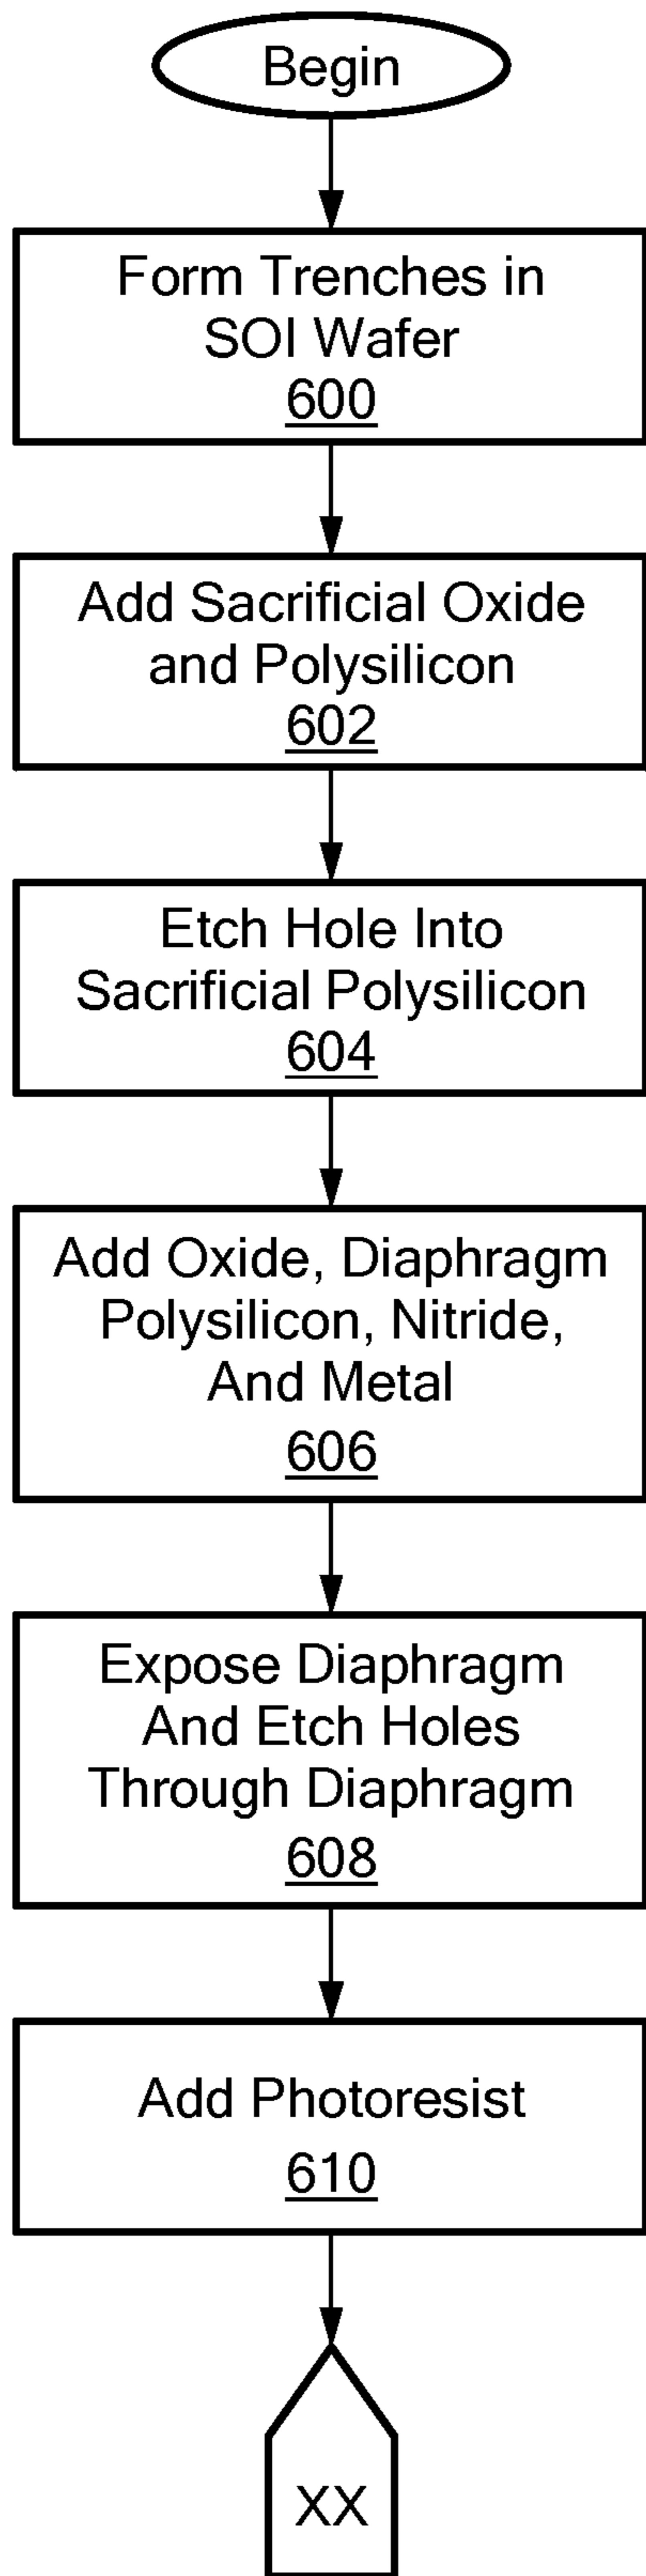 Begin
Form Trenches in
SOI Wafer
600
Add Sacrificial Oxide
and Polysilicon
602
Etch Hole Into
Sacrificial Polysilicon
604
Add Oxide, Diaphragm
Polysilicon, Nitride,
And Metal
606
Expose Diaphragm
And Etch Holes
Through Diaphragm
608
Add Photoresist
610
XX